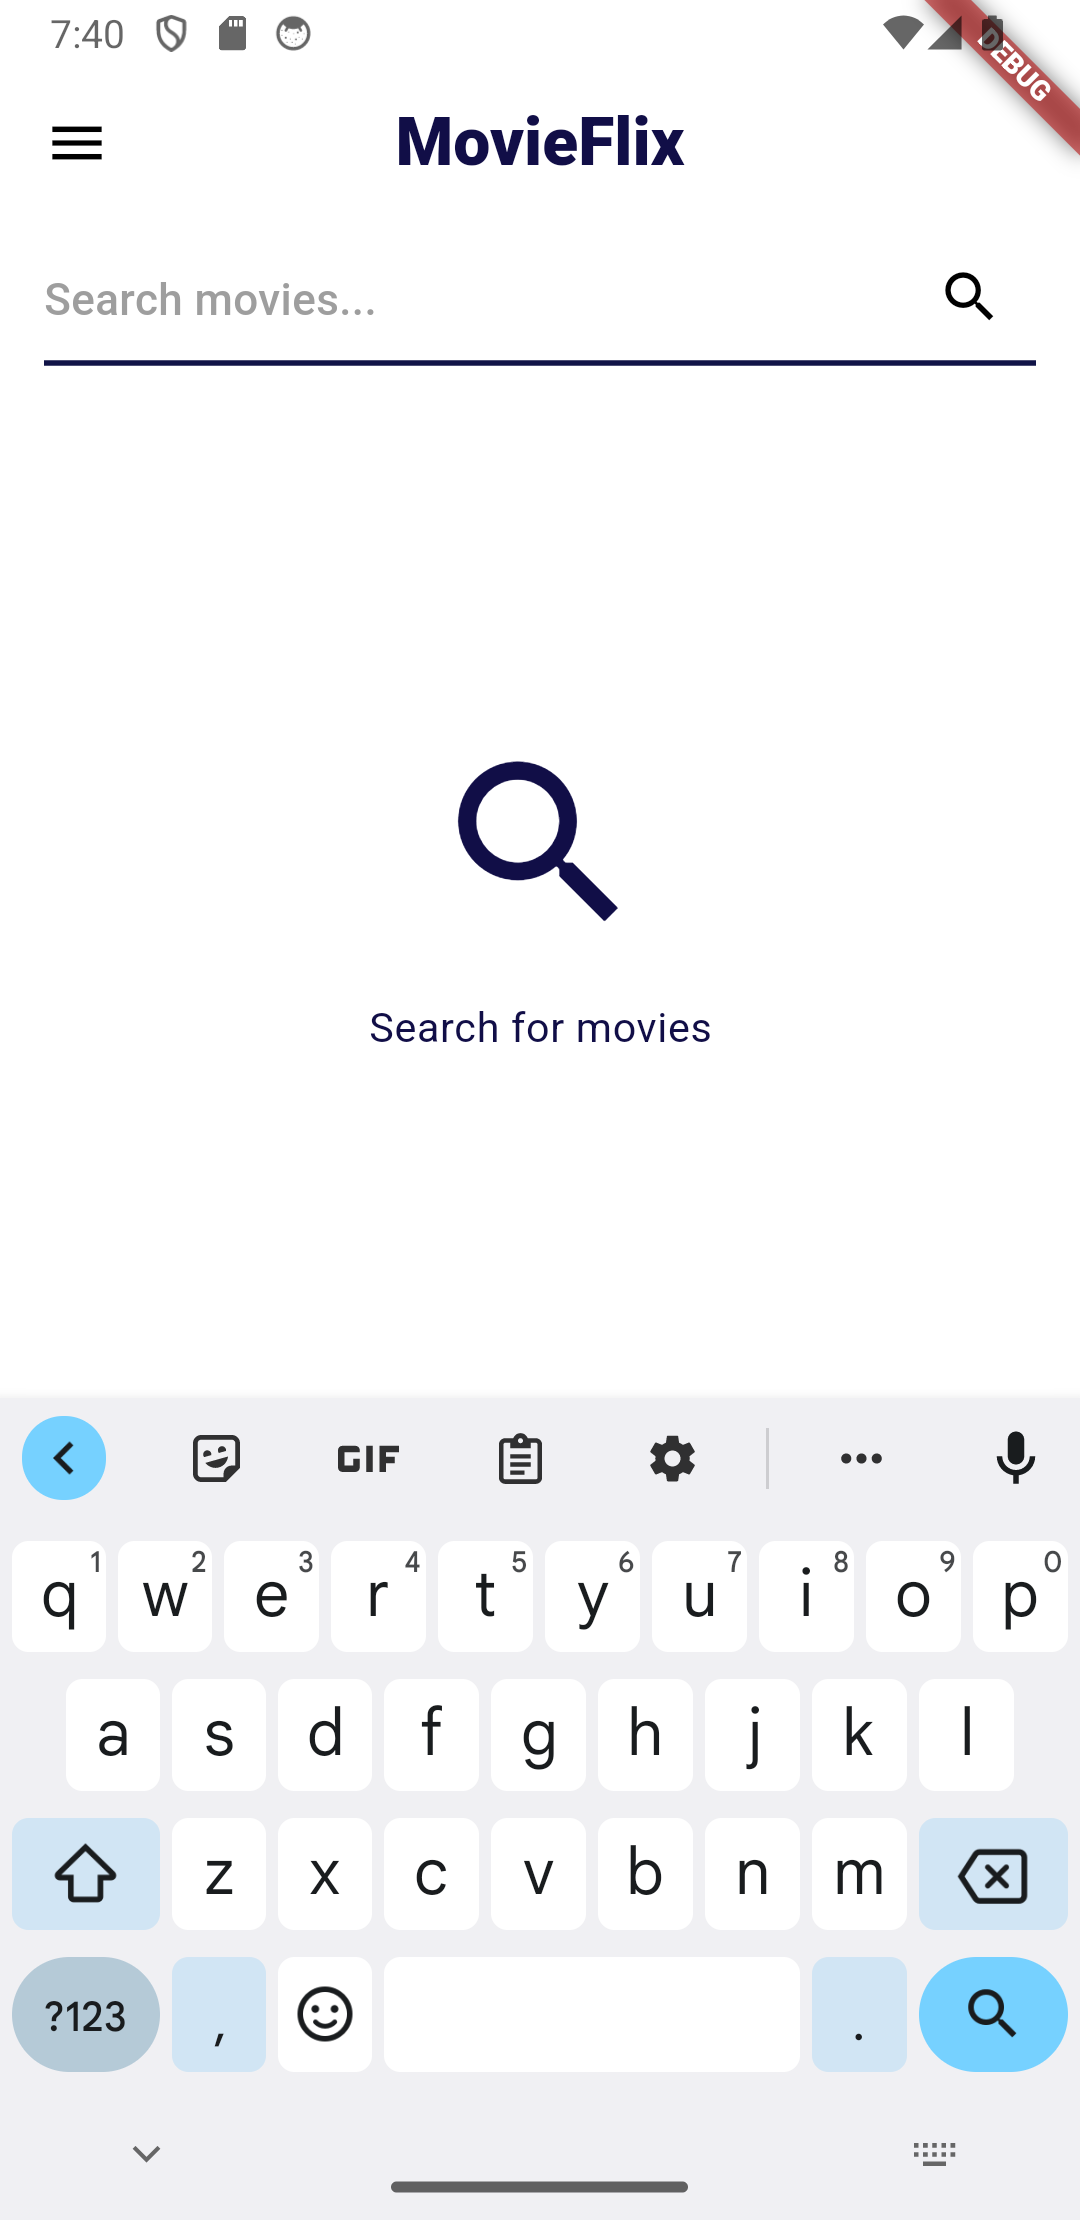 7:40
DEBUG
MovieFlix
Search movies...
Search for movies
GIF
q 1 w 2 e 3 r 4 t 5 y 6 u 7 i 8 o 9 p 0
a s d f g h j k l
z x c v b n m
?123 , .